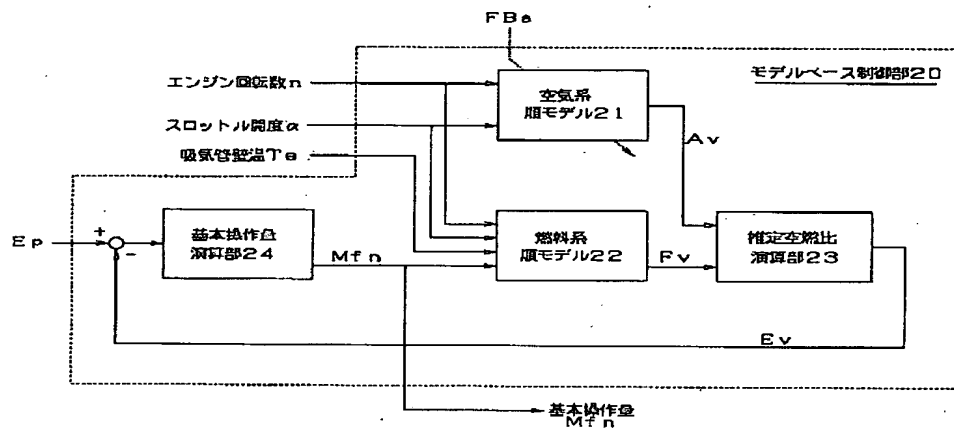 FBa
モデルベース制御部20
エンジン回転数n
空気系
順モデル21
スロットル開度α
吸気管壁温Te
Av
Ep
+
-
基本操作量
演算部24
Mfn
燃料系
順モデル22
Fv
推定空燃比
演算部23
Ev
基本操作量
Mfn